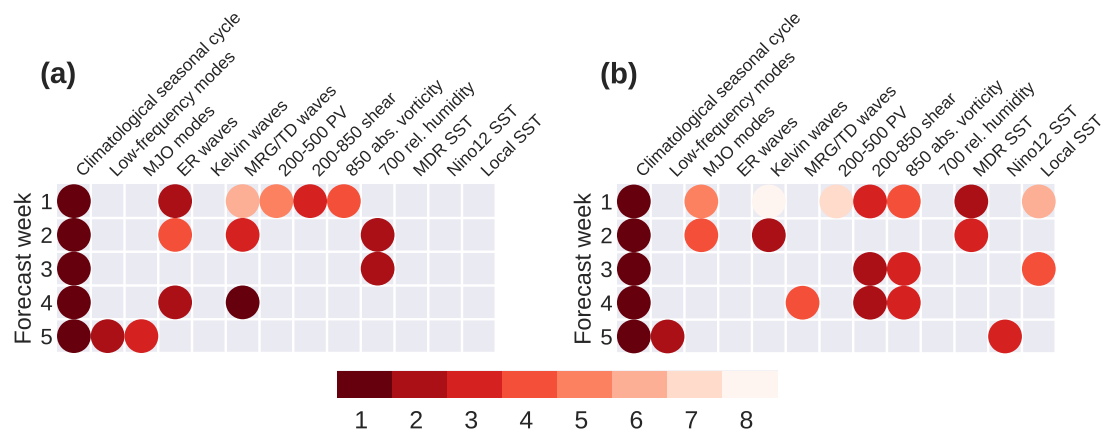 (a)
Climatological seasonal cycle
Low-frequency modes
MJO modes
ER waves
Kelvin waves
MRG/TD waves
200-500 PV
200-850 shear
850 abs. vorticity
700 rel. humidity
MDR SST
Nino12 SST
Local SST
Forecast week
1
2
3
4
5
(b)
Climatological seasonal cycle
Low-frequency modes
MJO modes
ER waves
Kelvin waves
MRG/TD waves
200-500 PV
200-850 shear
850 abs. vorticity
700 rel. humidity
MDR SST
Nino12 SST
Local SST
Forecast week
1
2
3
4
5
1 2 3 4 5 6 7 8